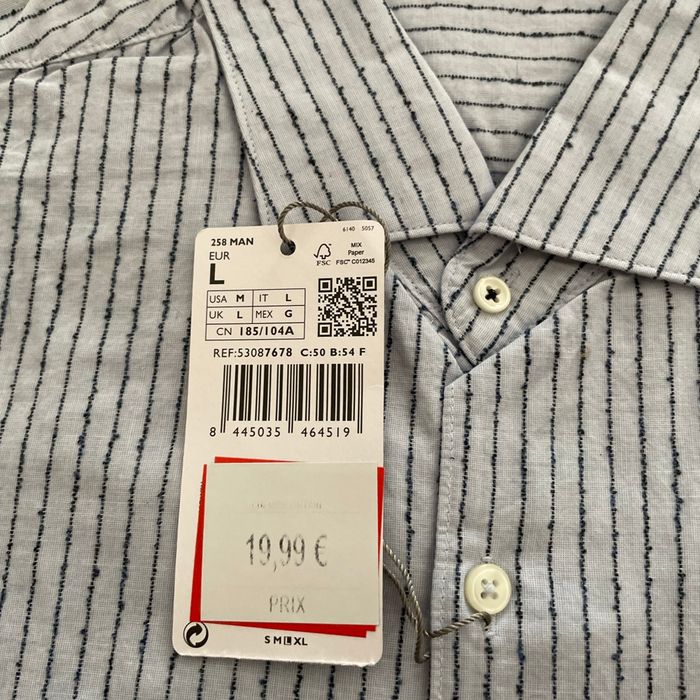 6140 5057
258 MAN
EUR
L
FSC
MIX
Paper
FSC® C012345
USA M IT L
UK L MEX G
CN 185/104A
REF:53087678 C:50 B:54 F
8 445035 464519
19,99 €
PRIX
S M L XL